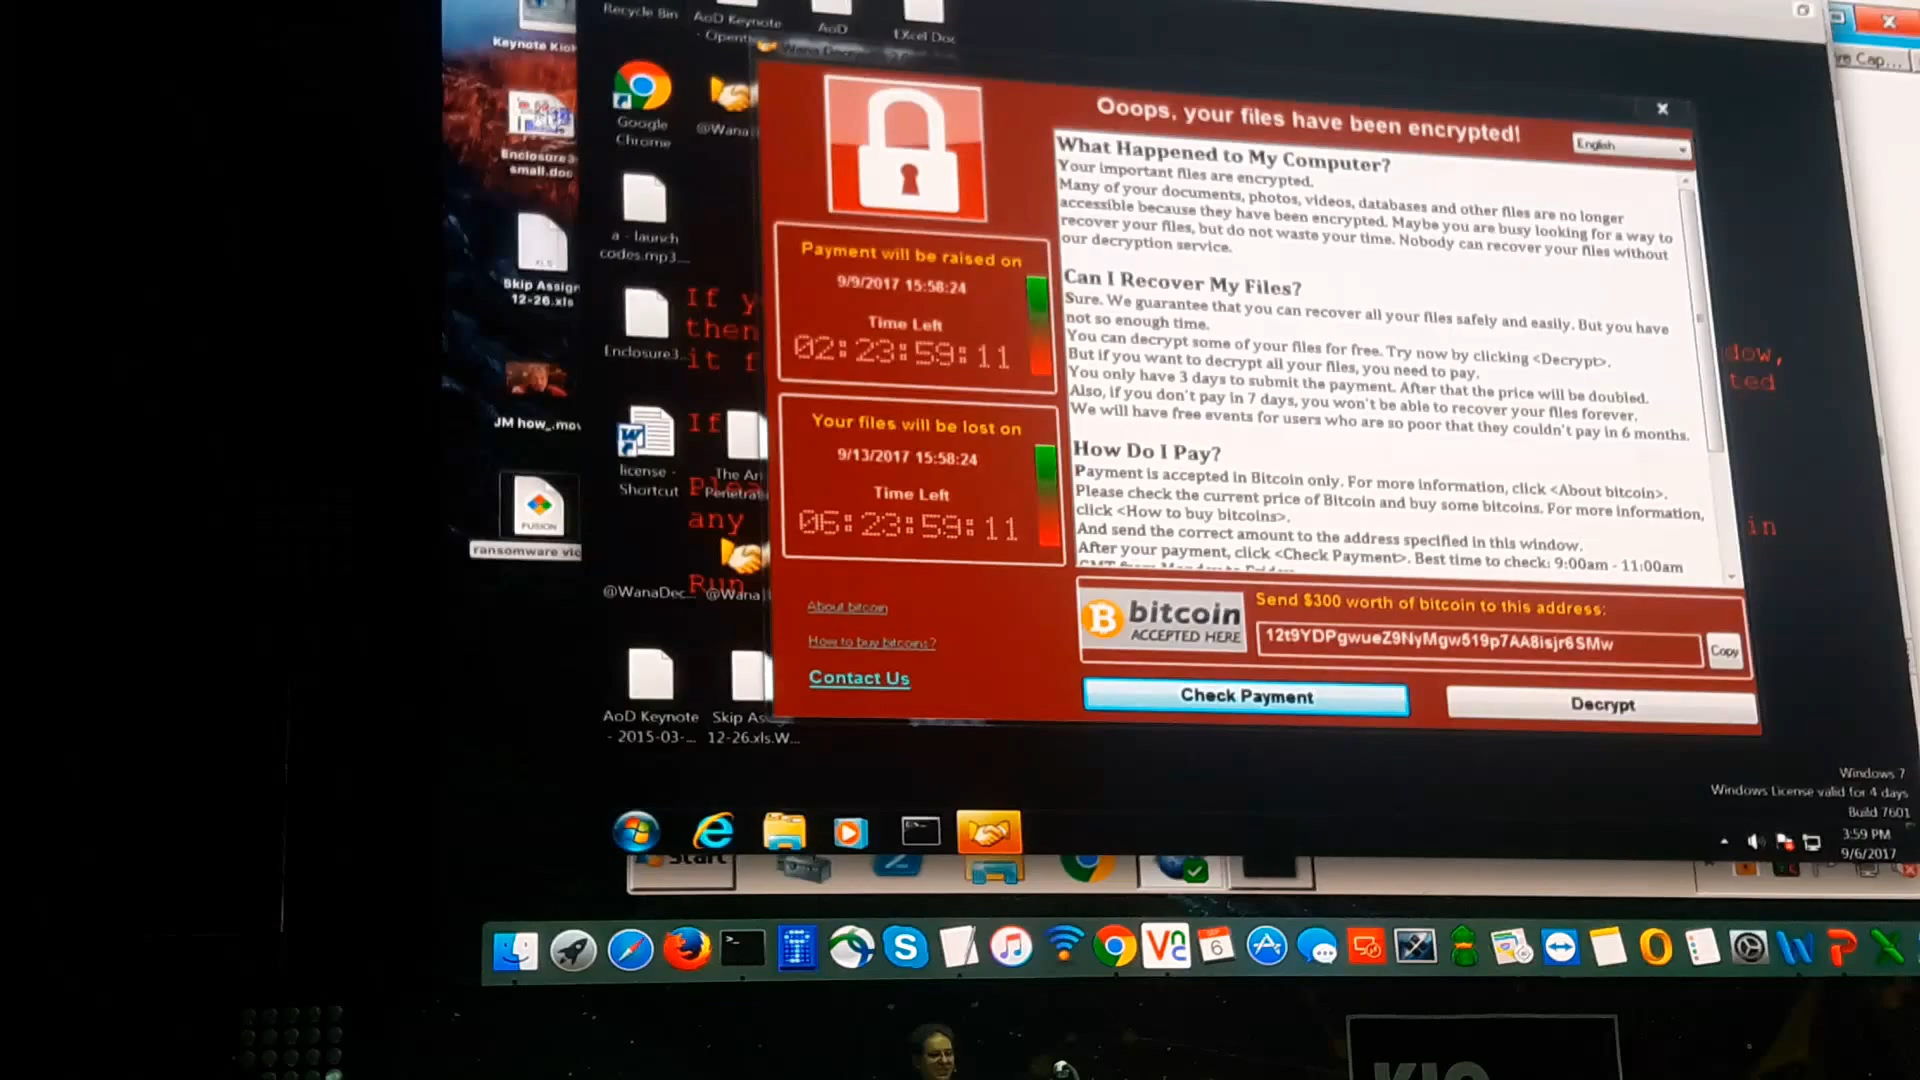 Recycle Bin
AoD Keynote
AoD
Keynote
Google
Chrome
@Wana
Enclosure3
small.doc
a - launch
codes.mp3...
Skip Assign
12-26.xls
XLS
Enclosure3...
JM how_.mov
license -
Shortcut
The Art
FUSION
ransomware vic
@WanaDec...
@Wana
AoD Keynote
- 2015-03-...
Skip As
12-26.xls.W...
If y
then
it f
If
any
Run
dow,
ted
in
Ooops, your files have been encrypted!
English
What Happened to My Computer?
Your important files are encrypted.
Many of your documents, photos, videos, databases and other files are no longer
accessible because they have been encrypted. Maybe you are busy looking for a way to
recover your files, but do not waste your time. Nobody can recover your files without
our decryption service.
Can I Recover My Files?
Sure. We guarantee that you can recover all your files safely and easily. But you have
not so enough time.
You can decrypt some of your files for free. Try now by clicking <Decrypt>.
But if you want to decrypt all your files, you need to pay.
You only have 3 days to submit the payment. After that the price will be doubled.
Also, if you don't pay in 7 days, you won't be able to recover your files forever.
We will have free events for users who are so poor that they couldn't pay in 6 months.
How Do I Pay?
Payment is accepted in Bitcoin only. For more information, click <About bitcoin>.
Please check the current price of Bitcoin and buy some bitcoins. For more information,
click <How to buy bitcoins>.
And send the correct amount to the address specified in this window.
After your payment, click <Check Payment>. Best time to check: 9:00am - 11:00am
Payment will be raised on
9/9/2017 15:58:24
Time Left
02:23:59:11
Your files will be lost on
9/13/2017 15:58:24
Time Left
06:23:59:11
About bitcoin
How to buy bitcoins?
Contact Us
bitcoin
ACCEPTED HERE
Send $300 worth of bitcoin to this address:
12t9YDPgwueZ9NyMgw519p7AA8isjr6SMw
Copy
Check Payment
Decrypt
Windows 7
Windows License valid for 4 days
Build 7601
3:59 PM
9/6/2017
Start
6